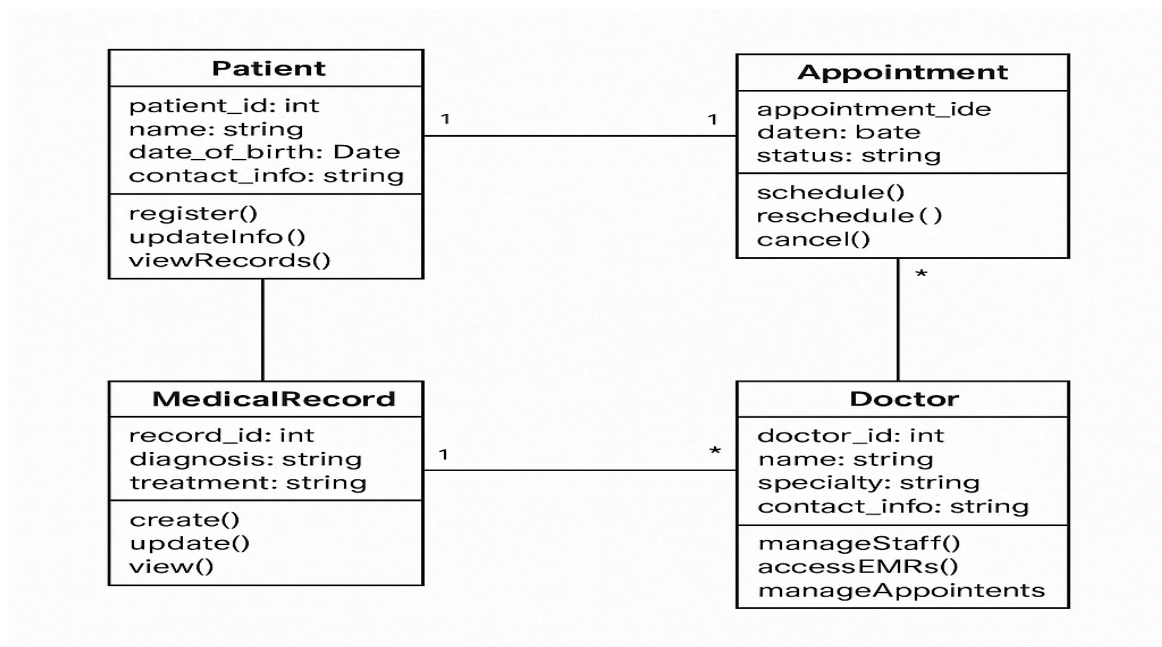 Patient
patient_id: int
name: string
date_of_birth: Date
contact_info: string
register()
updateInfo()
viewRecords()
1
1
Appointment
appointment_ide
daten: bate
status: string
schedule()
reschedule()
cancel()
*
MedicalRecord
record_id: int
diagnosis: string
treatment: string
create()
update()
view()
1
*
Doctor
doctor_id: int
name: string
specialty: string
contact_info: string
manageStaff()
accessEMRs()
manageAppointents